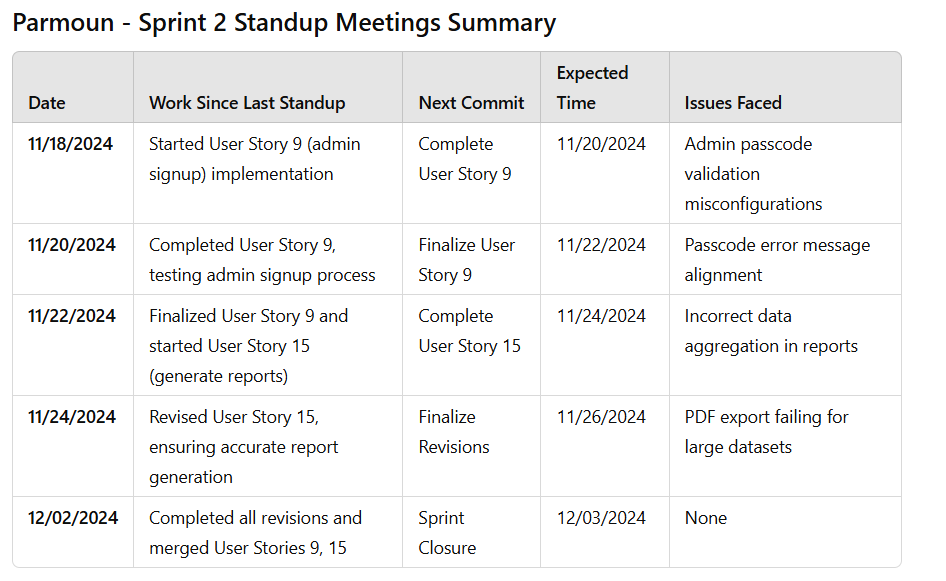 Parmoun - Sprint 2 Standup Meetings Summary
Date
Work Since Last Standup
Next Commit
Expected
Time
Issues Faced
11/18/2024
Started User Story 9 (admin
signup) implementation
Complete
User Story 9
11/20/2024
Admin passcode
validation
misconfigurations
11/20/2024
Completed User Story 9,
testing admin signup process
Finalize User
Story 9
11/22/2024
Passcode error message
alignment
11/22/2024
Finalized User Story 9 and
started User Story 15
(generate reports)
Complete
User Story 15
11/24/2024
Incorrect data
aggregation in reports
11/24/2024
Revised User Story 15,
ensuring accurate report
generation
Finalize
Revisions
11/26/2024
PDF export failing for
large datasets
12/02/2024
Completed all revisions and
merged User Stories 9, 15
Sprint
Closure
12/03/2024
None